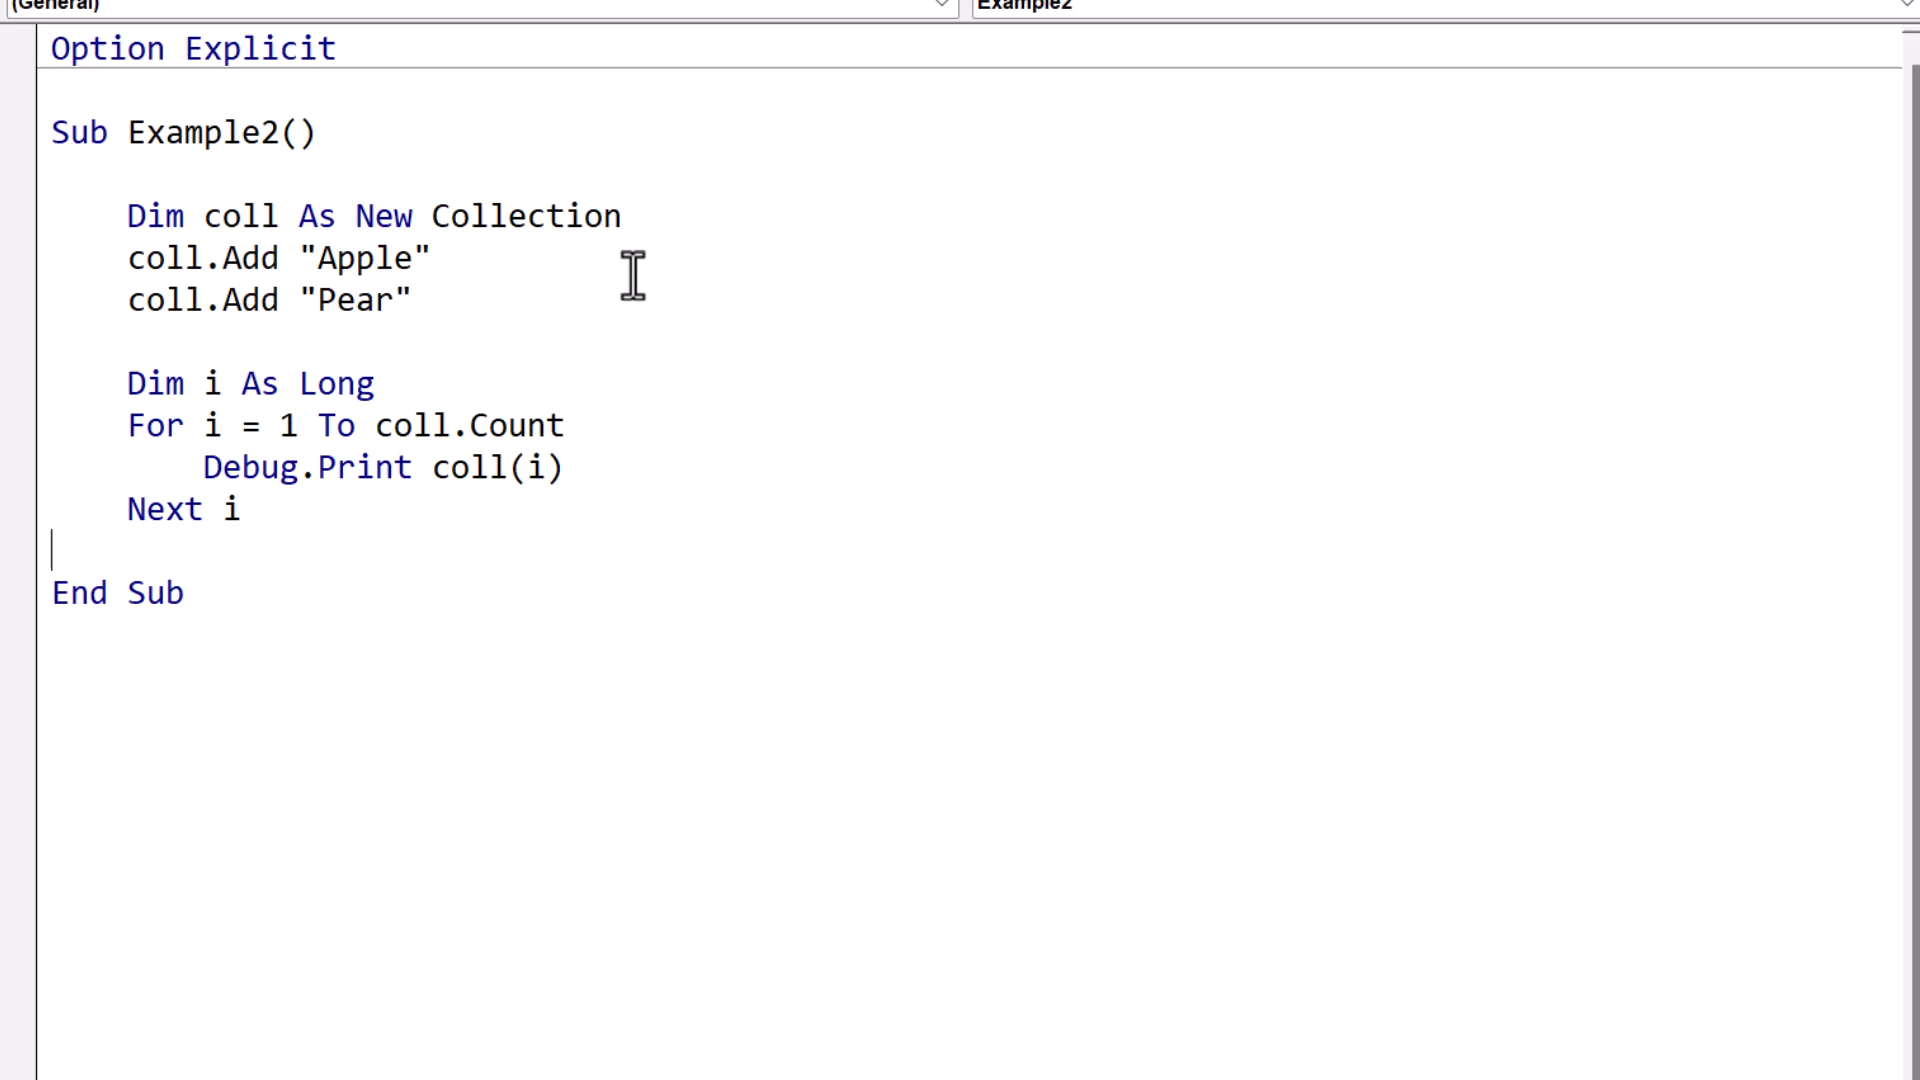 (General) Example2
Option Explicit
Sub Example2()
Dim coll As New Collection
coll.Add "Apple"
coll.Add "Pear"
Dim i As Long
For i = 1 To coll.Count
Debug.Print coll(i)
Next i
End Sub